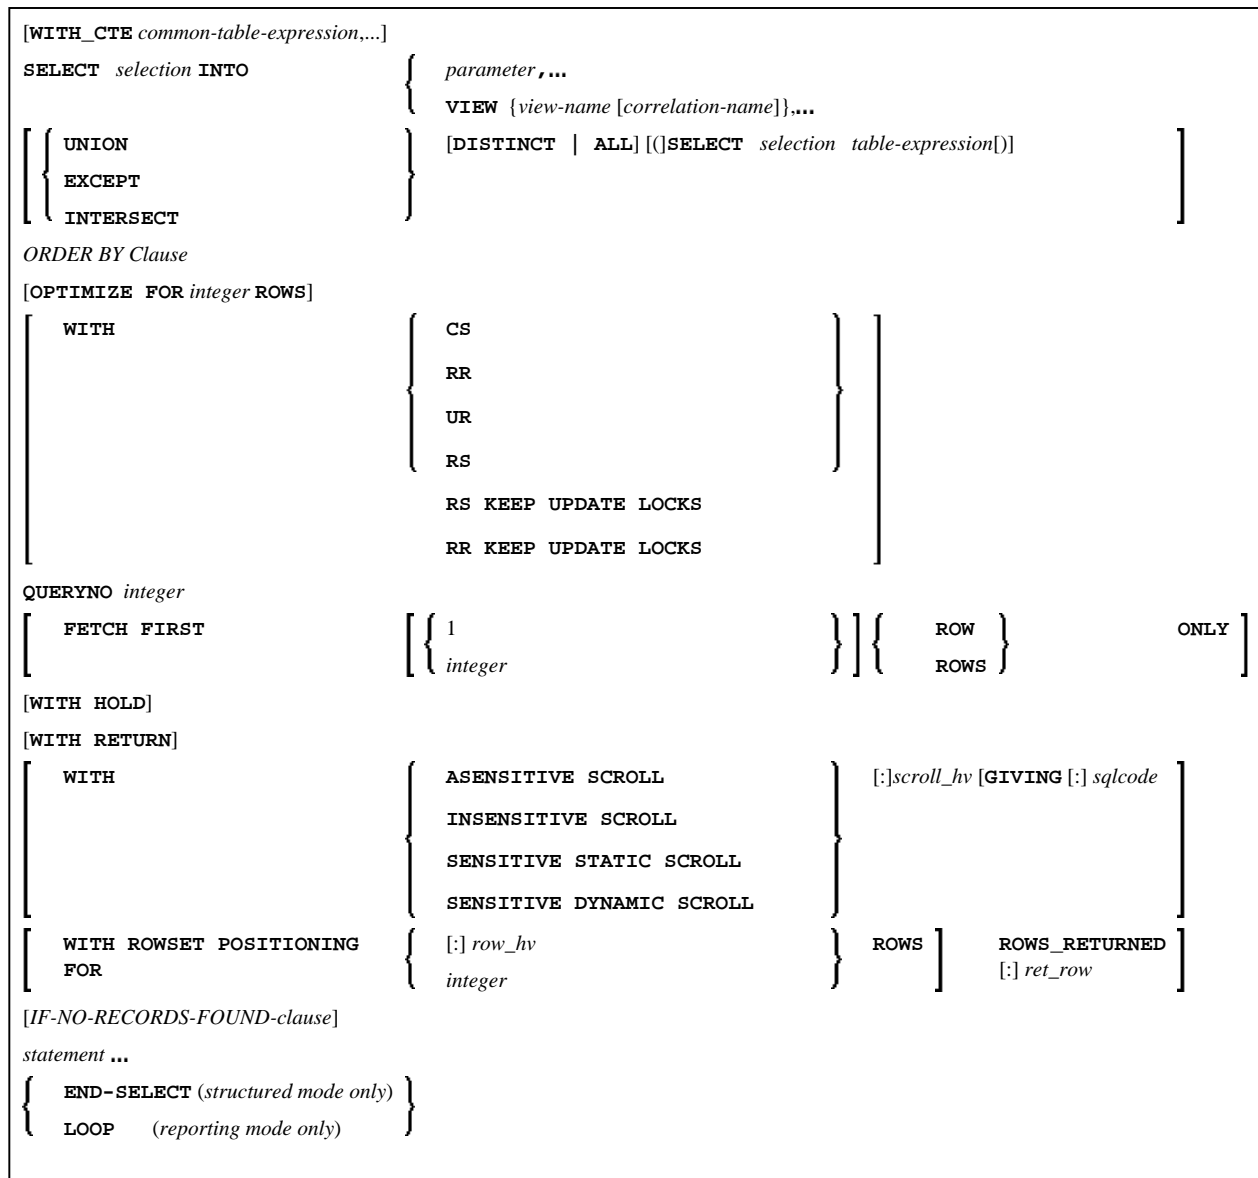 [WITH_CTE common-table-expression,...]
SELECT selection INTO { parameter,...
VIEW {view-name [correlation-name]},...
[ { UNION } [DISTINCT | ALL] [(]SELECT selection table-expression[)] ]
EXCEPT
INTERSECT
ORDER BY Clause
[OPTIMIZE FOR integer ROWS]
[ WITH { CS } ]
RR
UR
RS
RS KEEP UPDATE LOCKS
RR KEEP UPDATE LOCKS
QUERYNO integer
[ FETCH FIRST [ { 1 } ] { ROW } ONLY ]
integer ROWS
[WITH HOLD]
[WITH RETURN]
[ WITH { ASENSITIVE SCROLL } [:]scroll_hv [GIVING [:] sqlcode ]
INSENSITIVE SCROLL
SENSITIVE STATIC SCROLL
SENSITIVE DYNAMIC SCROLL
[ WITH ROWSET POSITIONING { [:] row_hv } ROWS ] ROWS_RETURNED ]
FOR integer [:] ret_row
[IF-NO-RECORDS-FOUND-clause]
statement ...
{ END-SELECT (structured mode only) }
LOOP (reporting mode only)